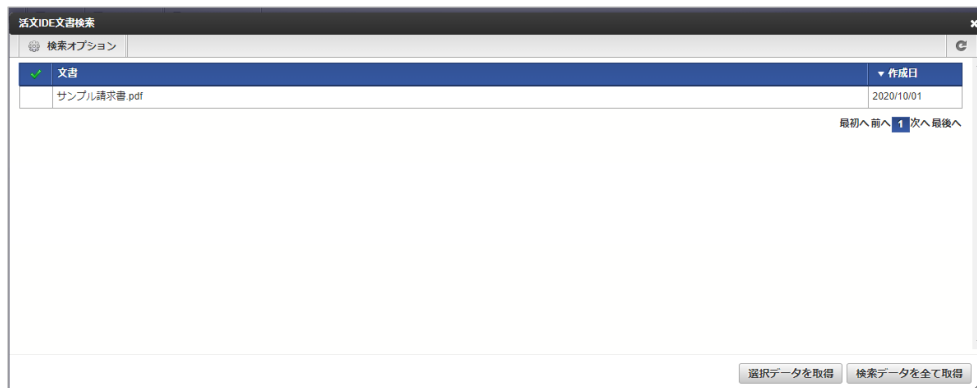 活文IDE文書検索
検索オプション
文書 ▼ 作成日
サンプル請求書.pdf 2020/10/01
最初へ 前へ 1 次へ 最後へ
選択データを取得 検索データを全て取得